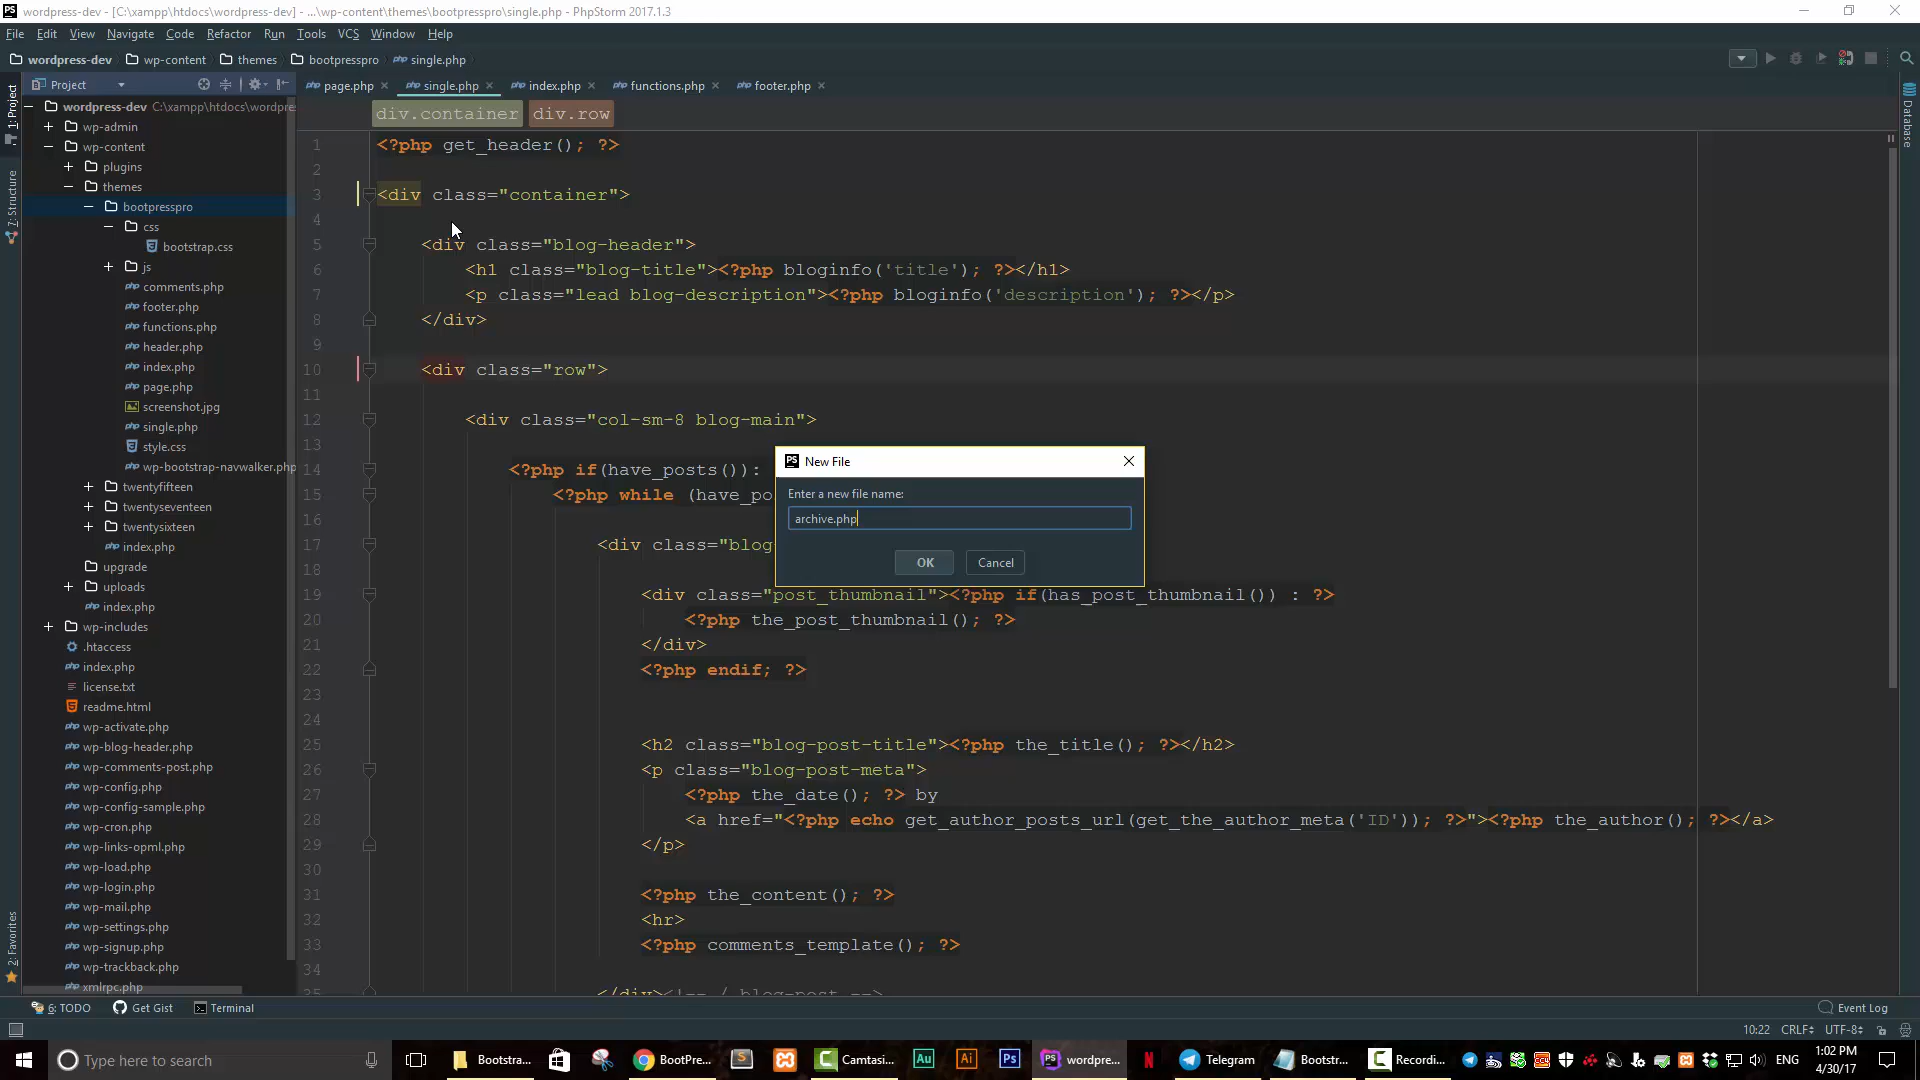 wordpress-dev - [C:\xampp\htdocs\wordpress-dev] - ...\wp-content\themes\bootpresspro\single.php - PhpStorm 2017.1.3
File Edit View Navigate Code Refactor Run Tools VCS Window Help
wordpress-dev wp-content themes bootpresspro single.php
Project
page.php single.php index.php functions.php footer.php
1: Project
7: Structure
2: Favorites
Database
wordpress-dev C:\xampp\htdocs\wordpre
wp-admin
wp-content
plugins
themes
bootpresspro
css
bootstrap.css
js
comments.php
footer.php
functions.php
header.php
index.php
page.php
screenshot.jpg
single.php
style.css
wp-bootstrap-navwalker.php
twentyfifteen
twentyseventeen
twentysixteen
index.php
upgrade
uploads
index.php
wp-includes
.htaccess
index.php
license.txt
readme.html
wp-activate.php
wp-blog-header.php
wp-comments-post.php
wp-config.php
wp-config-sample.php
wp-cron.php
wp-links-opml.php
wp-load.php
wp-login.php
wp-mail.php
wp-settings.php
wp-signup.php
wp-trackback.php
xmlrpc.php
div.container div.row
1 <?php get_header(); ?>
2
3 <div class="container">
4
5 <div class="blog-header">
6 <h1 class="blog-title"><?php bloginfo('title'); ?></h1>
7 <p class="lead blog-description"><?php bloginfo('description'); ?></p>
8 </div>
9
10 <div class="row">
11
12 <div class="col-sm-8 blog-main">
13
14 <?php if(have_posts()):
15 <?php while (have_po
16
17 <div class="blog-
18
19 <div class="post_thumbnail"><?php if(has_post_thumbnail()) : ?>
20 <?php the_post_thumbnail(); ?>
21 </div>
22 <?php endif; ?>
23
24
25 <h2 class="blog-post-title"><?php the_title(); ?></h2>
26 <p class="blog-post-meta">
27 <?php the_date(); ?> by
28 <a href="<?php echo get_author_posts_url(get_the_author_meta('ID')); ?>"><?php the_author(); ?></a>
29 </p>
30
31 <?php the_content(); ?>
32 <hr>
33 <?php comments_template(); ?>
34
35 </div><!-- / blog-post -->
New File
Enter a new file name:
archive.php
OK Cancel
6: TODO Get Gist Terminal Event Log
10:22 CRLF UTF-8
Type here to search Bootstra... BootPre... Camtasi... Au Ai Ps wordpre... Telegram Bootstr... Recordi... ENG 1:02 PM
4/30/17